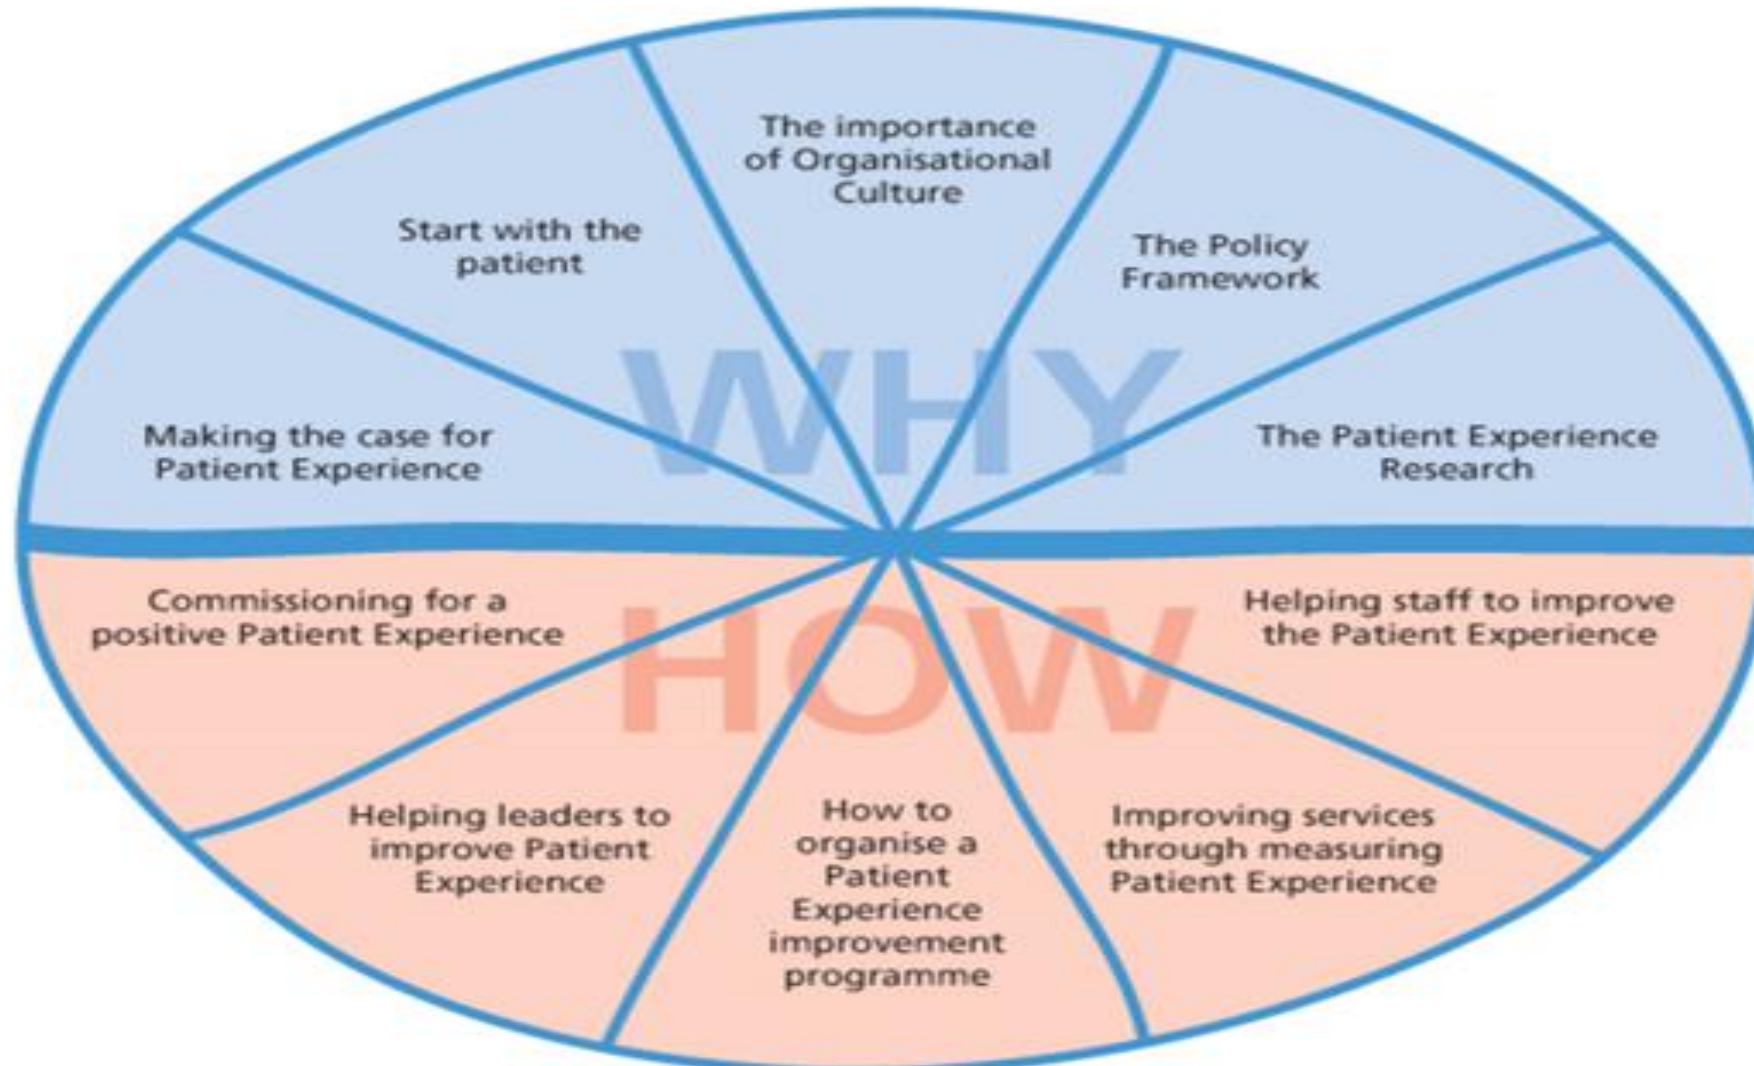 The importance
of Organisational
Culture
Start with the
patient
The Policy
Framework
WHY
Making the case for
Patient Experience
The Patient Experience
Research
Commissioning for a
positive Patient Experience
Helping staff to improve
the Patient Experience
HOW
Helping leaders to
improve Patient
Experience
How to
organise a
Patient
Experience
improvement
programme
Improving services
through measuring
Patient Experience